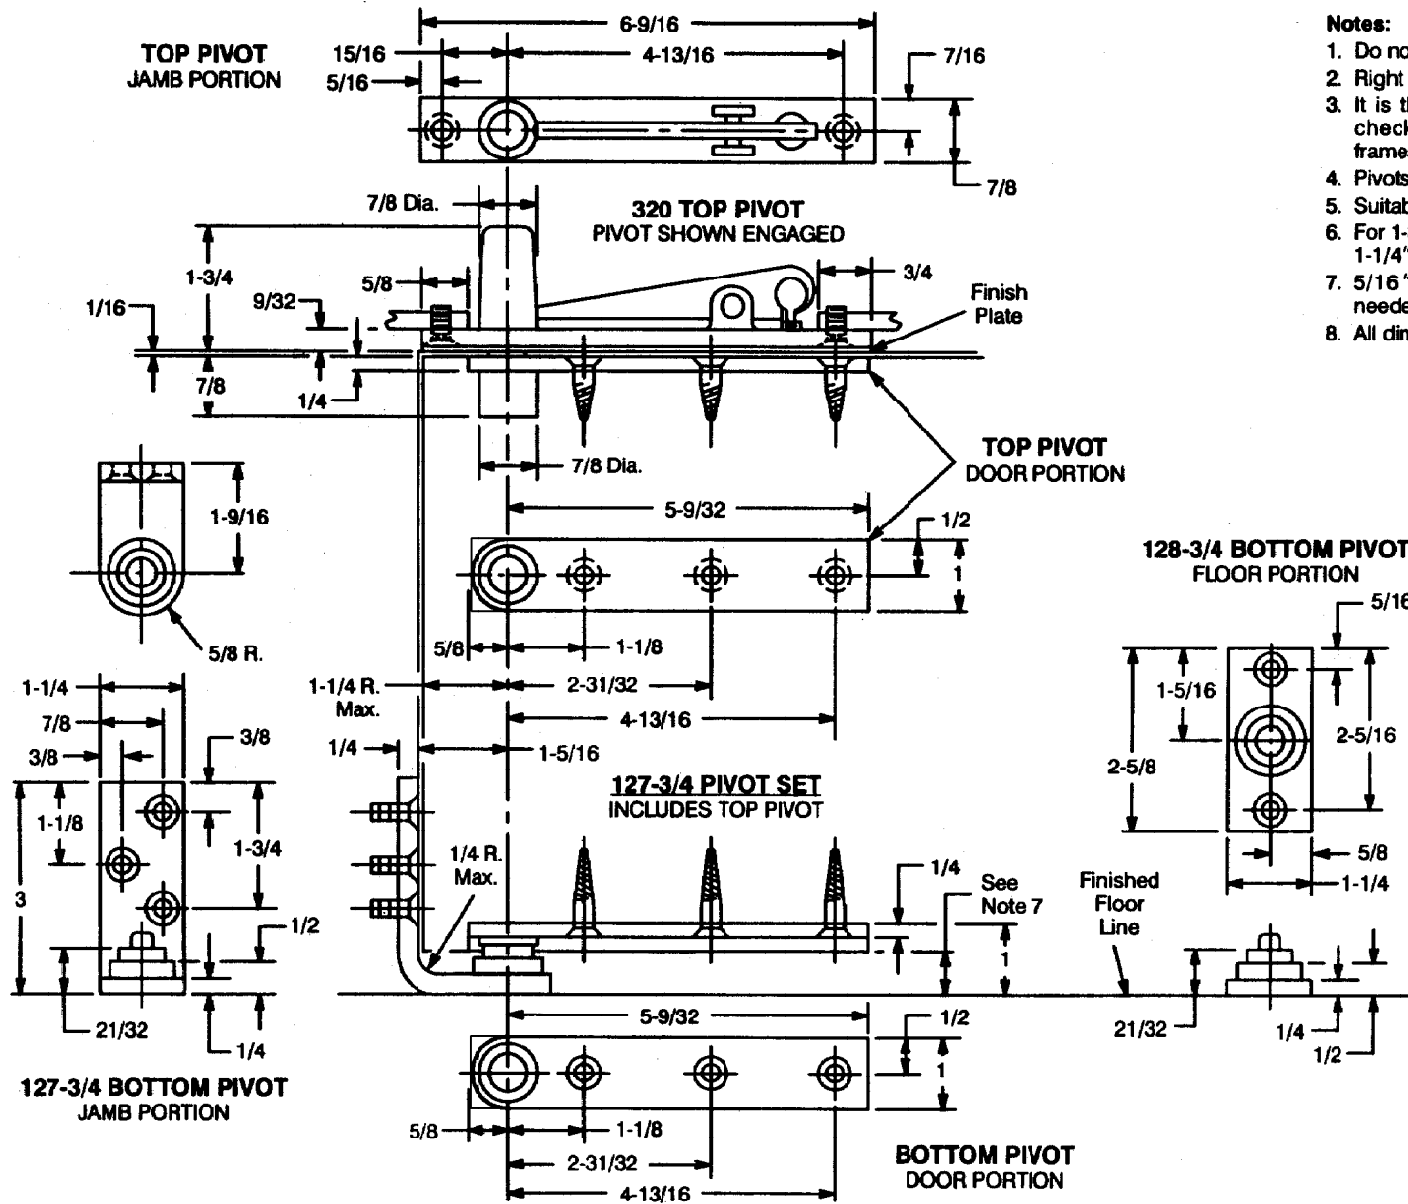 6-9/16
TOP PIVOT
JAMB PORTION
15/16
4-13/16
7/16
5/16
7/8
7/8 Dia.
320 TOP PIVOT
PIVOT SHOWN ENGAGED
1-3/4
5/8
3/4
9/32
1/16
Finish
Plate
7/8
1/4
7/8 Dia.
TOP PIVOT
DOOR PORTION
1-9/16
5-9/32
1/2
1
5/8 R.
5/8
1-1/8
1-1/4 R.
Max.
2-31/32
4-13/16
1/4
1-5/16
1-1/4
7/8
3/8
3/8
1-1/8
1-3/4
3
1/2
21/32
1/4
127-3/4 BOTTOM PIVOT
JAMB PORTION
127-3/4 PIVOT SET
INCLUDES TOP PIVOT
1/4 R.
Max.
1/4
See
Note 7
1
5-9/32
1/2
1
5/8
1-1/8
2-31/32
4-13/16
BOTTOM PIVOT
DOOR PORTION
Notes:
1. Do no
2. Right
3. It is th
check
frame
4. Pivots
5. Suitab
6. For 1-
1-1/4"
7. 5/16"
neede
8. All dim
128-3/4 BOTTOM PIVOT
FLOOR PORTION
5/16
1-5/16
2-5/16
2-5/8
5/8
1-1/4
Finished
Floor
Line
21/32
1/4
1/2